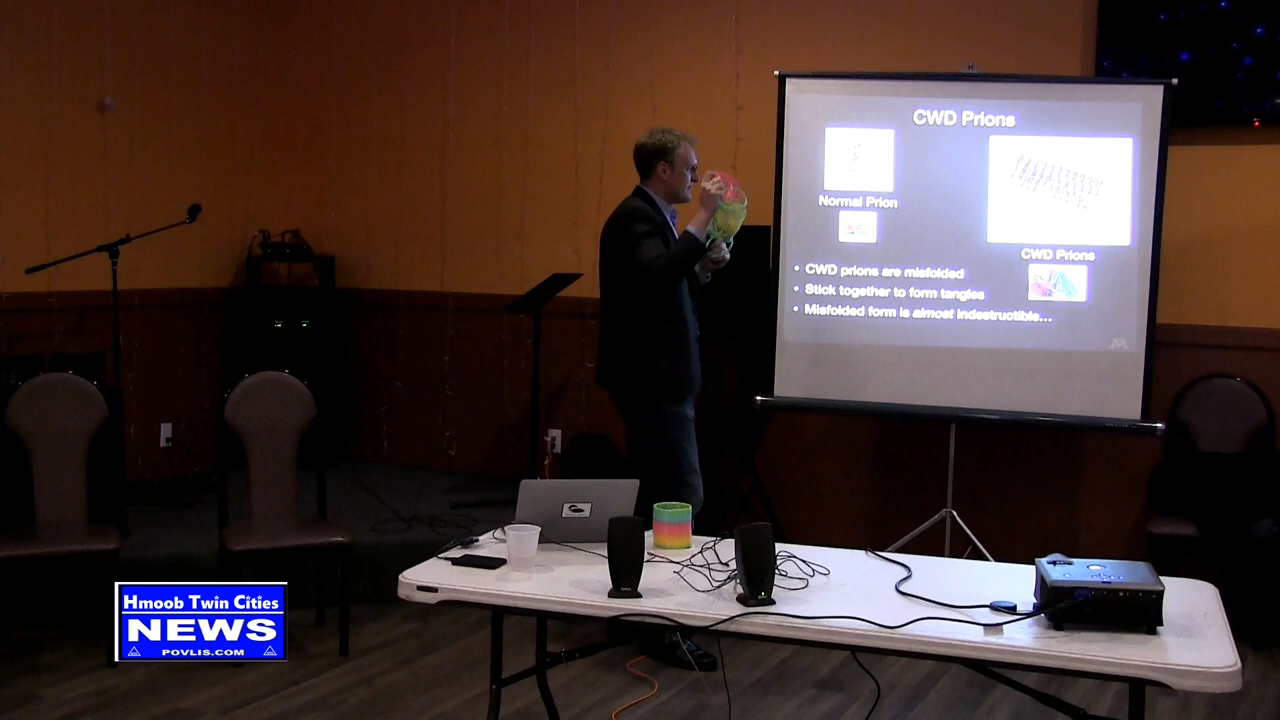 CWD Prions
Normal Prion
CWD Prions
• CWD prions are misfolded
• Stick together to form tangles
• Misfolded form is almost indestructible...
Hmoob Twin Cities
NEWS
POVLIS.COM